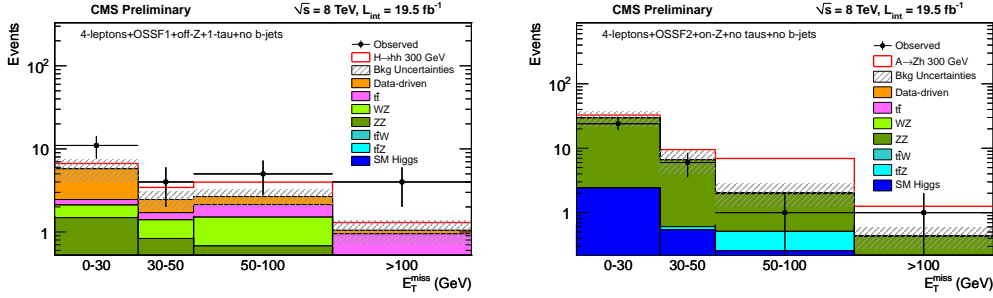 CMS Preliminary
√s = 8 TeV, L_int = 19.5 fb⁻¹
Events
4-leptons+OSSF1+off-Z+1-tau+no b-jets
Observed
H→hh 300 GeV
Bkg Uncertainties
Data-driven
tt̄
WZ
ZZ
tt̄W
tt̄Z
SM Higgs
10²
10
1
0-30 30-50 50-100 >100
E_T^miss (GeV)
CMS Preliminary
√s = 8 TeV, L_int = 19.5 fb⁻¹
Events
4-leptons+OSSF2+on-Z+no taus+no b-jets
Observed
A→Zh 300 GeV
Bkg Uncertainties
Data-driven
tt̄
WZ
ZZ
tt̄W
tt̄Z
SM Higgs
10³
10²
10
1
0-30 30-50 50-100 >100
E_T^miss (GeV)